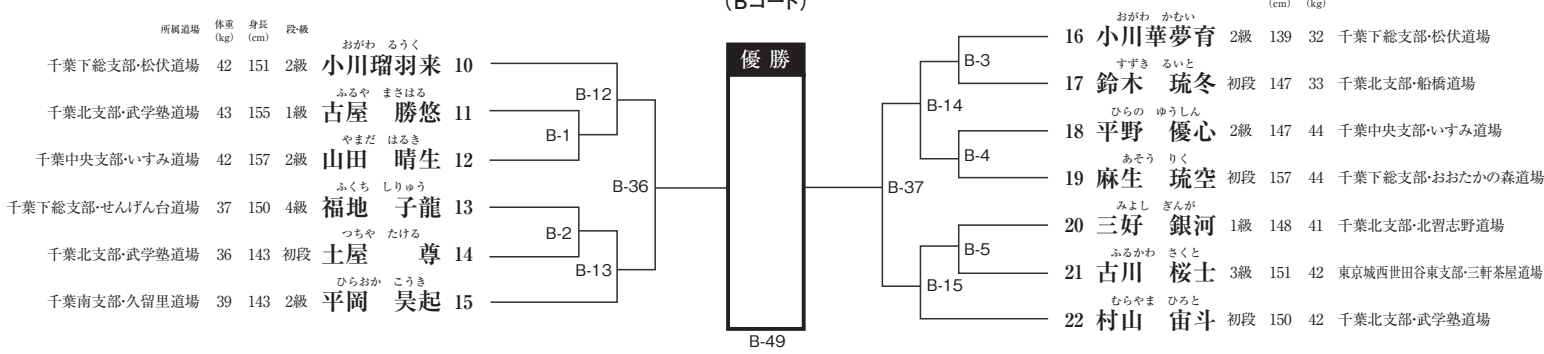 (Bコート)
所属道場 体重(kg) 身長(cm) 段・級
おがわ るうく
千葉下総支部・松伏道場 42 151 2級 小川瑠羽来 10
ふるや まさはる
千葉北支部・武学塾道場 43 155 1級 古屋 勝悠 11
やまだ はるき
千葉中央支部・いすみ道場 42 157 2級 山田 晴生 12
ふくち しりゅう
千葉下総支部・せんげん台道場 37 150 4級 福地 子龍 13
つちや たける
千葉北支部・武学塾道場 36 143 初段 土屋 尊 14
ひらおか こうき
千葉南支部・久留里道場 39 143 2級 平岡 昊起 15
B-12
B-1
B-36
B-2
B-13
優勝
B-49
(cm) (kg)
おがわ かむい
16 小川華夢育 2級 139 32 千葉下総支部・松伏道場
すずき るいと
17 鈴木 琉冬 初段 147 33 千葉北支部・船橋道場
ひらの ゆうしん
18 平野 優心 2級 147 44 千葉中央支部・いすみ道場
あそう りく
19 麻生 琉空 初段 157 44 千葉下総支部・おおたかの森道場
みよし ぎんが
20 三好 銀河 1級 148 41 千葉北支部・北習志野道場
ふるかわ さくと
21 古川 桜士 3級 151 42 東京城西世田谷東支部・三軒茶屋道場
むらやま ひろと
22 村山 宙斗 初段 150 42 千葉北支部・武学塾道場
B-3
B-14
B-4
B-37
B-5
B-15